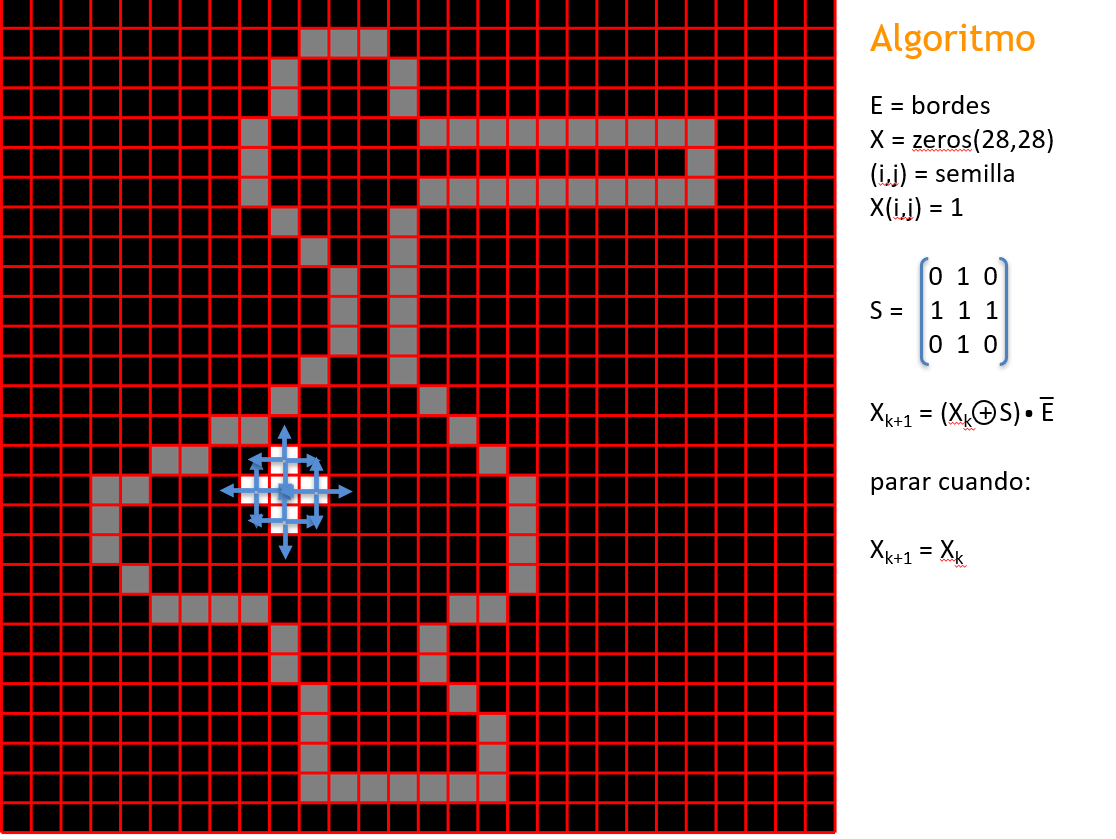 Algoritmo
E = bordes
X = zeros(28,28)
(i,j) = semilla
X(i,j) = 1
0 1 0
S = 1 1 1
0 1 0
Xk+1 = (Xk⊕S)• E̅
parar cuando:
Xk+1 = Xk